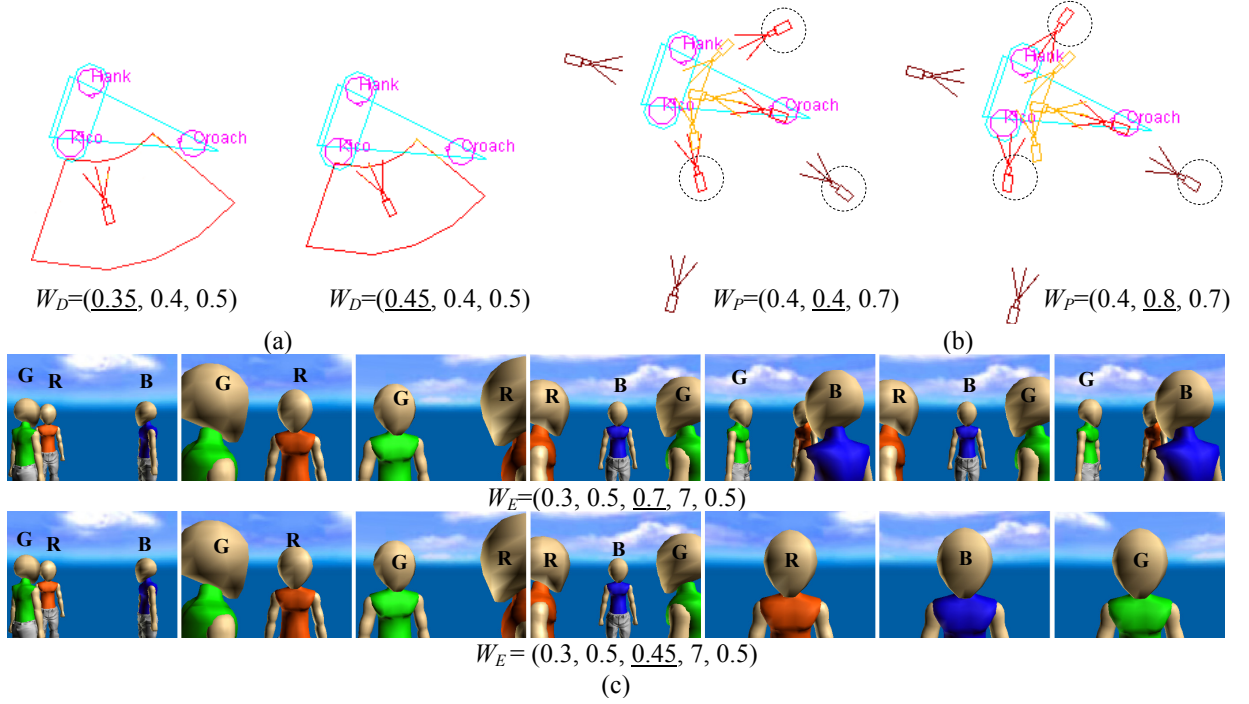 Hank
Kico
Croach
Hank
Kico
Croach
Hank
Kico
Croach
Hank
Kico
Croach
W_D=(0.35, 0.4, 0.5)
W_D=(0.45, 0.4, 0.5)
W_P=(0.4, 0.4, 0.7)
W_P=(0.4, 0.8, 0.7)
(a)
(b)
G R B
G R
G R
R B G
G B
R B G
G B
W_E=(0.3, 0.5, 0.7, 7, 0.5)
G R B
G R
G R
R B G
R
B
G
W_E = (0.3, 0.5, 0.45, 7, 0.5)
(c)